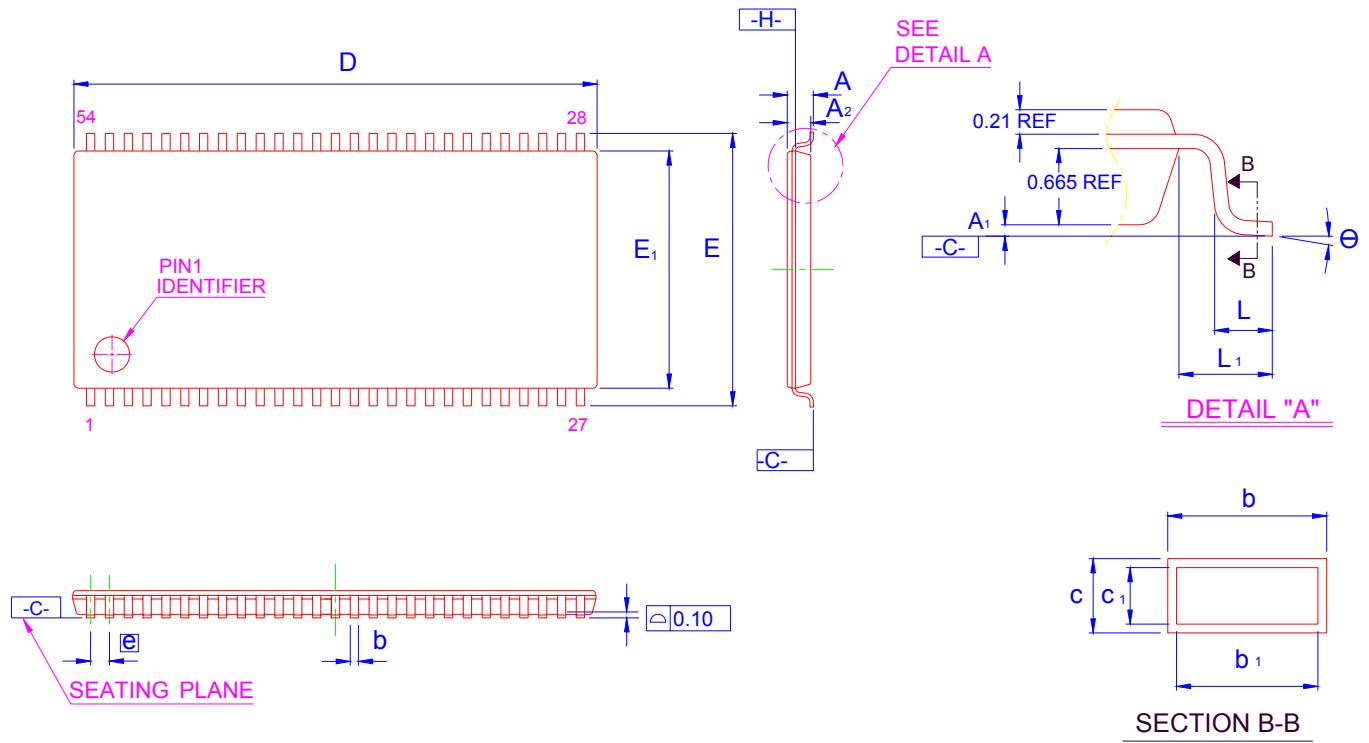 -H-
SEE
DETAIL A
D
A
A2
54
28
0.21 REF
B
0.665 REF
A1
-C-
B
Θ
E1
E
PIN1
IDENTIFIER
L
L1
1
27
DETAIL "A"
-C-
b
-C-
e
b
⌓ 0.10
c
c1
b1
SEATING PLANE
SECTION B-B